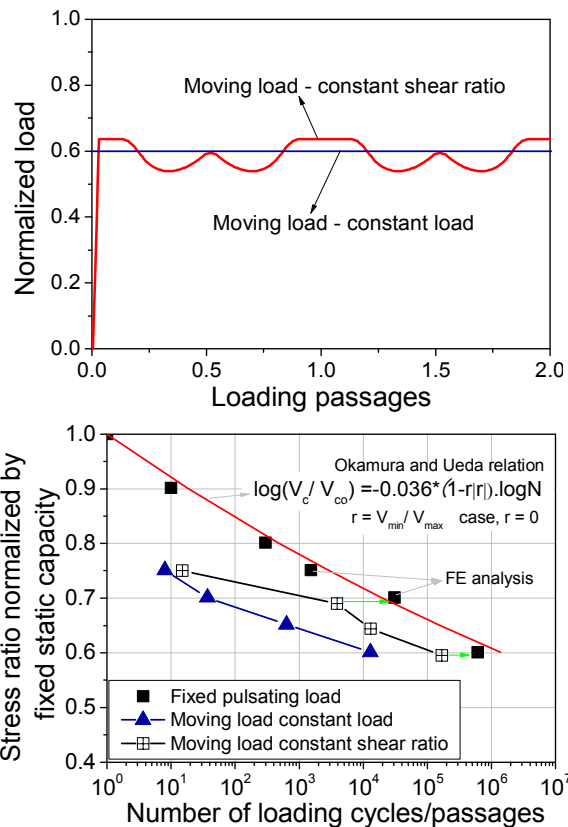 1.0
0.8
0.6
0.4
0.2
0.0
Normalized load
Moving load - constant shear ratio
Moving load - constant load
0.0 0.5 1.0 1.5 2.0
Loading passages
1.0
0.9
0.8
0.7
0.6
0.5
0.4
Stress ratio normalized by
fixed static capacity
Okamura and Ueda relation
log(V_c/ V_co) =-0.036*(1-r|r|).logN
r = V_min/ V_max case, r = 0
FE analysis
Fixed pulsating load
Moving load constant load
Moving load constant shear ratio
10^0 10^1 10^2 10^3 10^4 10^5 10^6 10^7
Number of loading cycles/passages